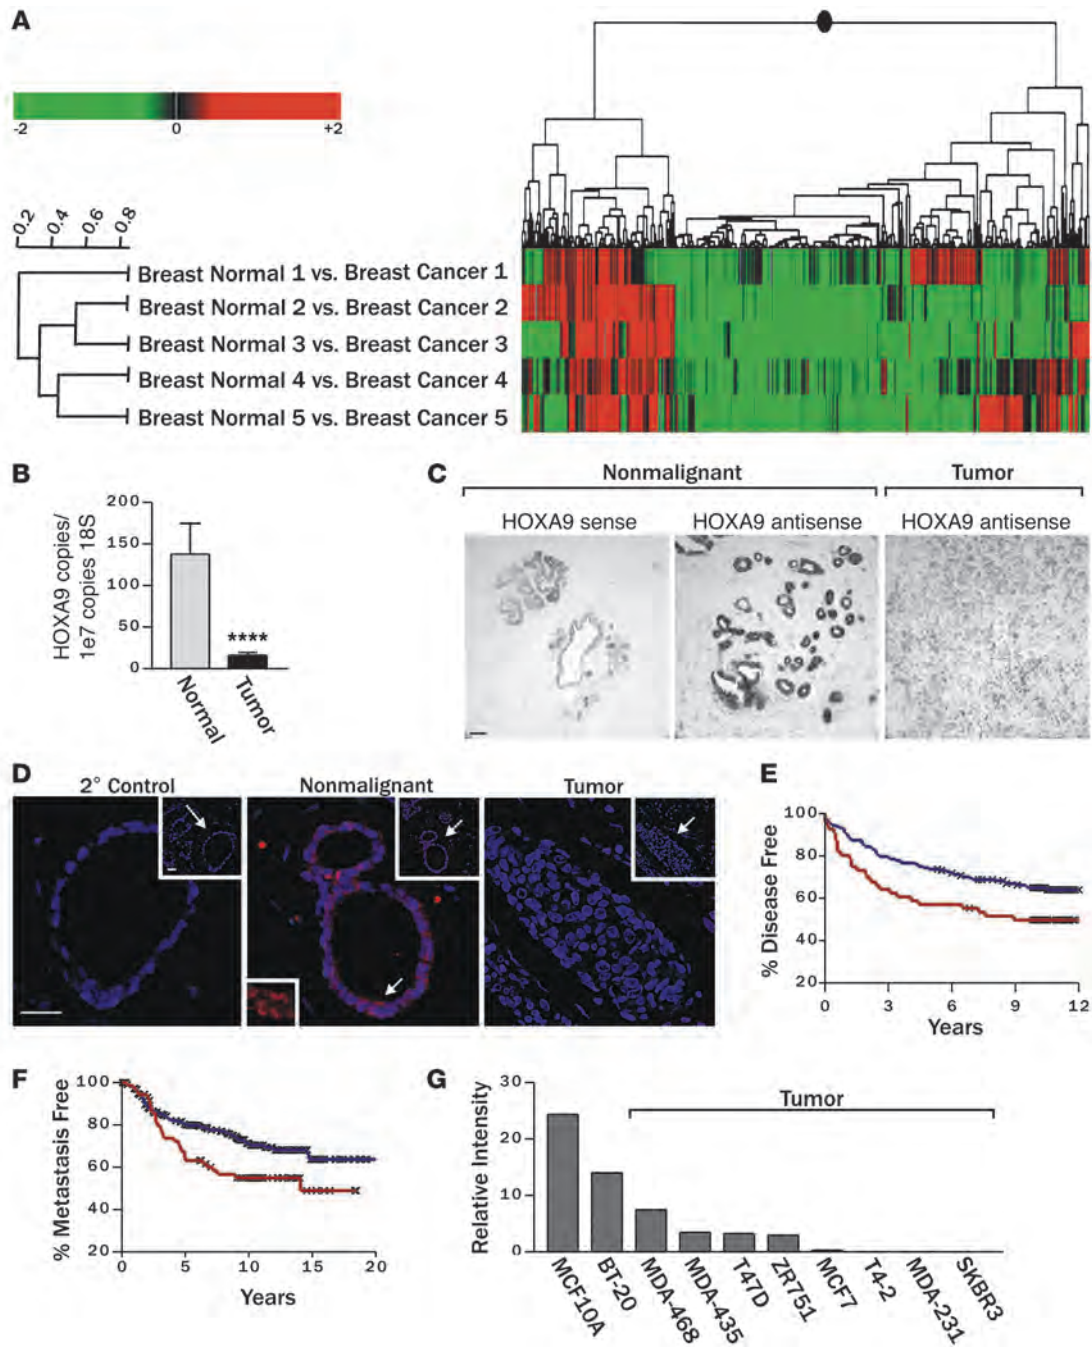 A
-2 0 +2
0.2 0.4 0.6 0.8
Breast Normal 1 vs. Breast Cancer 1
Breast Normal 2 vs. Breast Cancer 2
Breast Normal 3 vs. Breast Cancer 3
Breast Normal 4 vs. Breast Cancer 4
Breast Normal 5 vs. Breast Cancer 5
B
HOXA9 copies/
1e7 copies 18S
200
150
100
50
0
****
Normal
Tumor
C
Nonmalignant
Tumor
HOXA9 sense
HOXA9 antisense
HOXA9 antisense
D
2° Control
Nonmalignant
Tumor
E
% Disease Free
100
80
60
40
20
0 3 6 9 12
Years
F
% Metastasis Free
100
80
60
40
20
0 5 10 15 20
Years
G
Relative Intensity
30
20
10
0
Tumor
MCF10A
BT-20
MDA-468
MDA-435
T47D
ZR751
MCF7
T4-2
MDA-231
SKBR3